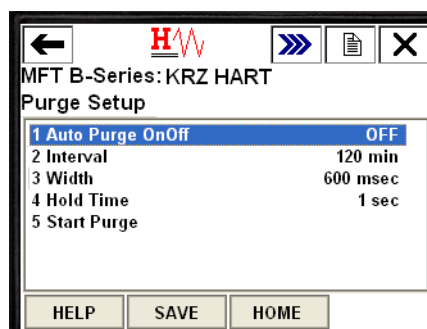 H
MFT B-Series: KRZ HART
Purge Setup
1 Auto Purge OnOff OFF
2 Interval 120 min
3 Width 600 msec
4 Hold Time 1 sec
5 Start Purge
HELP SAVE HOME